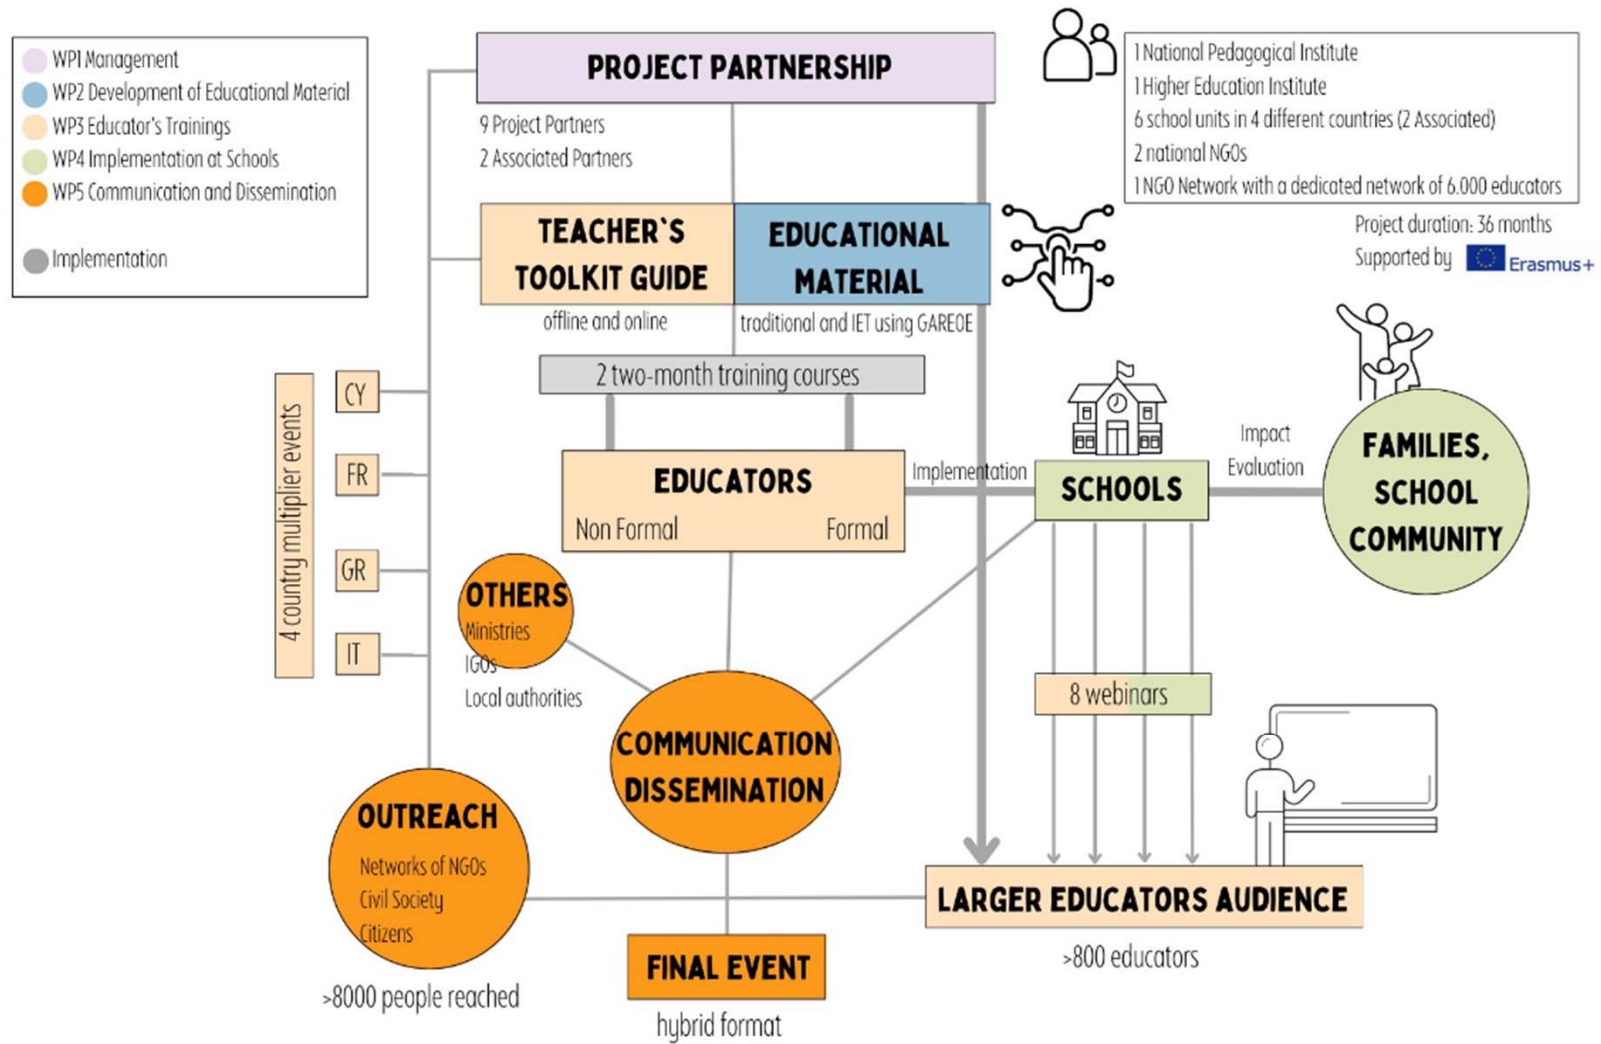 WP1 Management
WP2 Development of Educational Material
WP3 Educator's Trainings
WP4 Implementation at Schools
WP5 Communication and Dissemination
Implementation
PROJECT PARTNERSHIP
9 Project Partners
2 Associated Partners
1 National Pedagogical Institute
1 Higher Education Institute
6 school units in 4 different countries (2 Associated)
2 national NGOs
1 NGO Network with a dedicated network of 6.000 educators
Project duration: 36 months
Supported by Erasmus+
TEACHER`S
TOOLKIT GUIDE
offline and online
EDUCATIONAL
MATERIAL
traditional and IET using GAREOE
2 two-month training courses
4 country multiplier events
CY
FR
GR
IT
EDUCATORS
Non Formal
Formal
Implementation
SCHOOLS
Impact
Evaluation
FAMILIES,
SCHOOL
COMMUNITY
OTHERS
Ministries
IGOs
Local authorities
COMMUNICATION
DISSEMINATION
8 webinars
OUTREACH
Networks of NGOs
Civil Society
Citizens
>8000 people reached
LARGER EDUCATORS AUDIENCE
>800 educators
FINAL EVENT
hybrid format